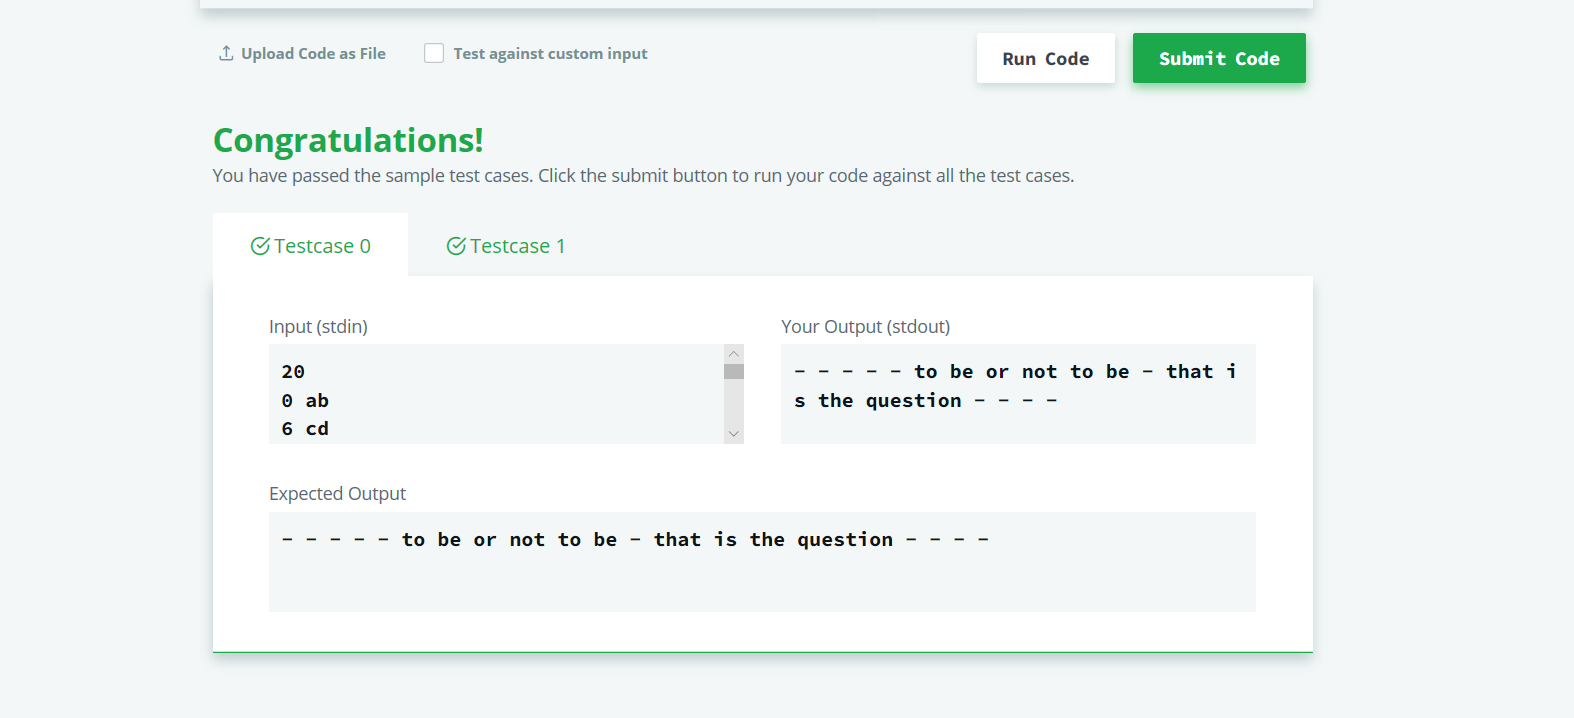 Upload Code as File
Test against custom input
Run Code
Submit Code
Congratulations!
You have passed the sample test cases. Click the submit button to run your code against all the test cases.
Testcase 0
Testcase 1
Input (stdin)
20
0 ab
6 cd
Your Output (stdout)
- - - - - to be or not to be - that i
s the question - - - -
Expected Output
- - - - - to be or not to be - that is the question - - - -